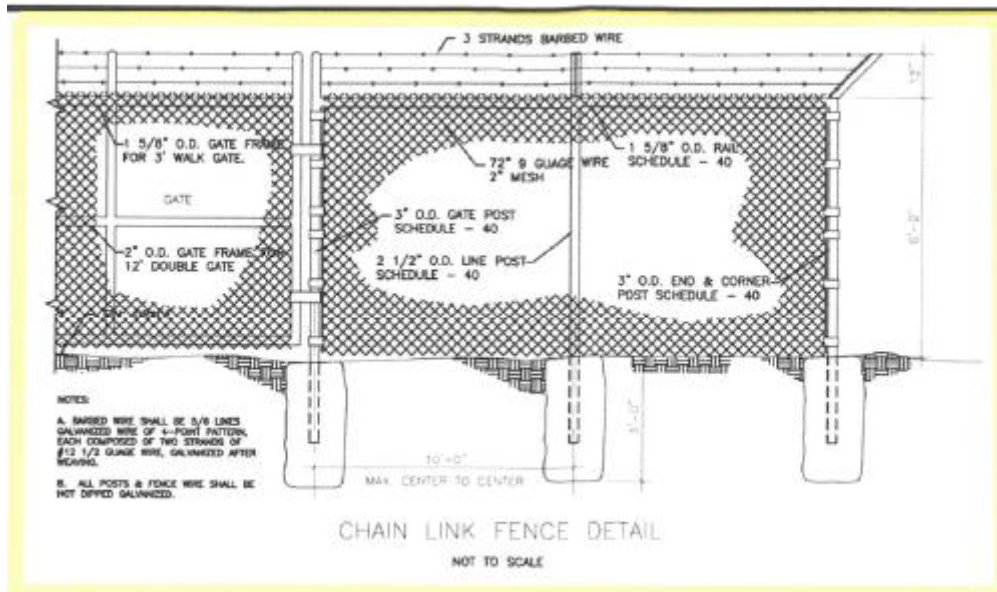 3 STRANDS BARBED WIRE
1 5/8" O.D. GATE FRAME
FOR 3' WALK GATE.
72" 9 GUAGE WIRE
2" MESH
1 5/8" O.D. RAIL
SCHEDULE - 40
GATE
3" O.D. GATE POST
SCHEDULE - 40
2" O.D. GATE FRAME FOR
12' DOUBLE GATE
2 1/2" O.D. LINE POST
SCHEDULE - 40
3" O.D. END & CORNER
POST SCHEDULE - 40
6'-0"
NOTES:
A. BARBED WIRE SHALL BE 5/8 LINES
GALVANIZED WIRE OF 4-POINT PATTERN,
EACH COMPOSED OF TWO STRANDS OF
#12 1/2 GUAGE WIRE, GALVANIZED AFTER
WEAVING.
B. ALL POSTS & FENCE WIRE SHALL BE
HOT DIPPED GALVANIZED.
10'-0"
MAX. CENTER TO CENTER
CHAIN LINK FENCE DETAIL
NOT TO SCALE